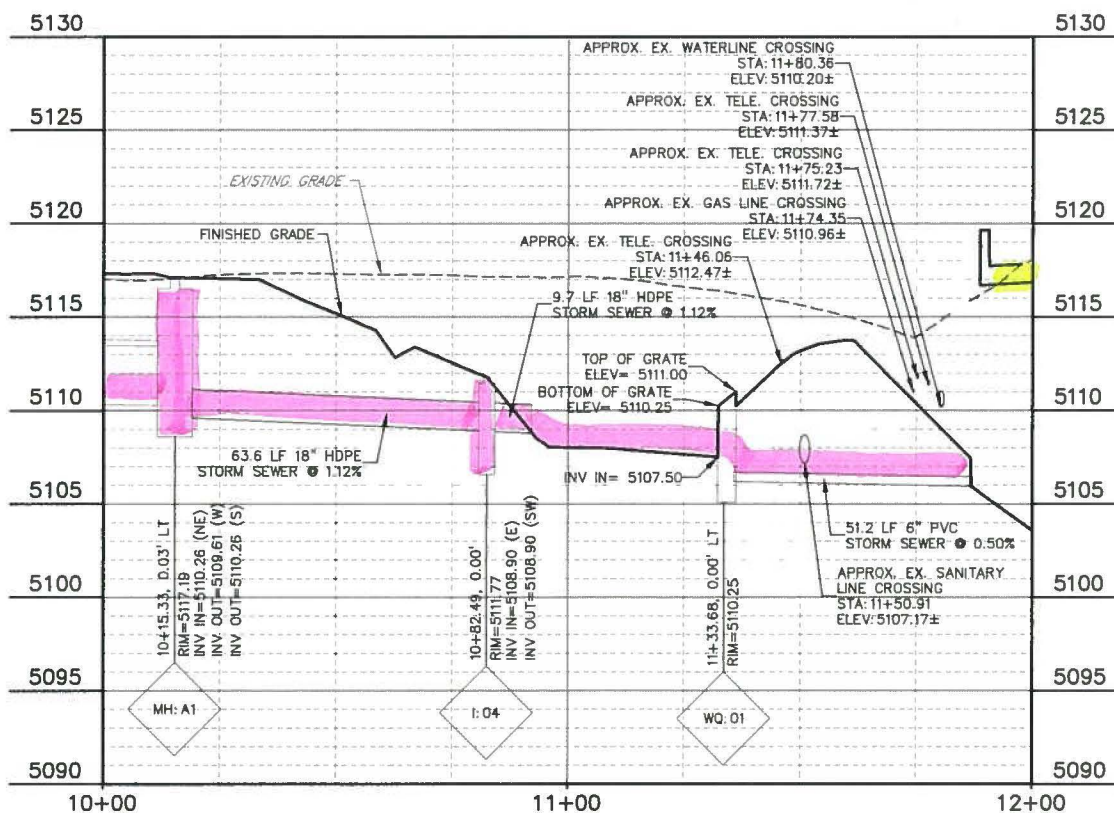 5130
5130
APPROX. EX. WATERLINE CROSSING
STA: 11+80.36
ELEV: 5110.20±
5125
5125
APPROX. EX. TELE. CROSSING
STA: 11+77.58
ELEV: 5111.37±
APPROX. EX. TELE. CROSSING
STA: 11+75.23
ELEV: 5111.72±
EXISTING GRADE
APPROX. EX. GAS LINE CROSSING
STA: 11+74.35
ELEV: 5110.96±
5120
5120
FINISHED GRADE
APPROX. EX. TELE. CROSSING
STA: 11+46.06
ELEV: 5112.47±
9.7 LF 18" HDPE
STORM SEWER @ 1.12%
5115
5115
TOP OF GRATE
ELEV= 5111.00
BOTTOM OF GRATE
ELEV= 5110.25
5110
5110
63.6 LF 18" HDPE
STORM SEWER @ 1.12%
INV IN= 5107.50
5105
5105
51.2 LF 6" PVC
STORM SEWER @ 0.50%
APPROX. EX. SANITARY
LINE CROSSING
STA: 11+50.91
ELEV: 5107.17±
10+15.33, 0.03' LT
RIM=5117.19
INV IN=5110.26 (NE)
INV OUT=5109.61 (W)
INV OUT=5110.26 (S)
10+82.49, 0.00'
RIM=5111.77
INV IN=5108.90 (E)
INV OUT=5108.90 (SW)
11+33.68, 0.00' LT
RIM=5110.25
5100
5100
5095
5095
MH: A1
I: 04
WQ: 01
5090
5090
10+00
11+00
12+00